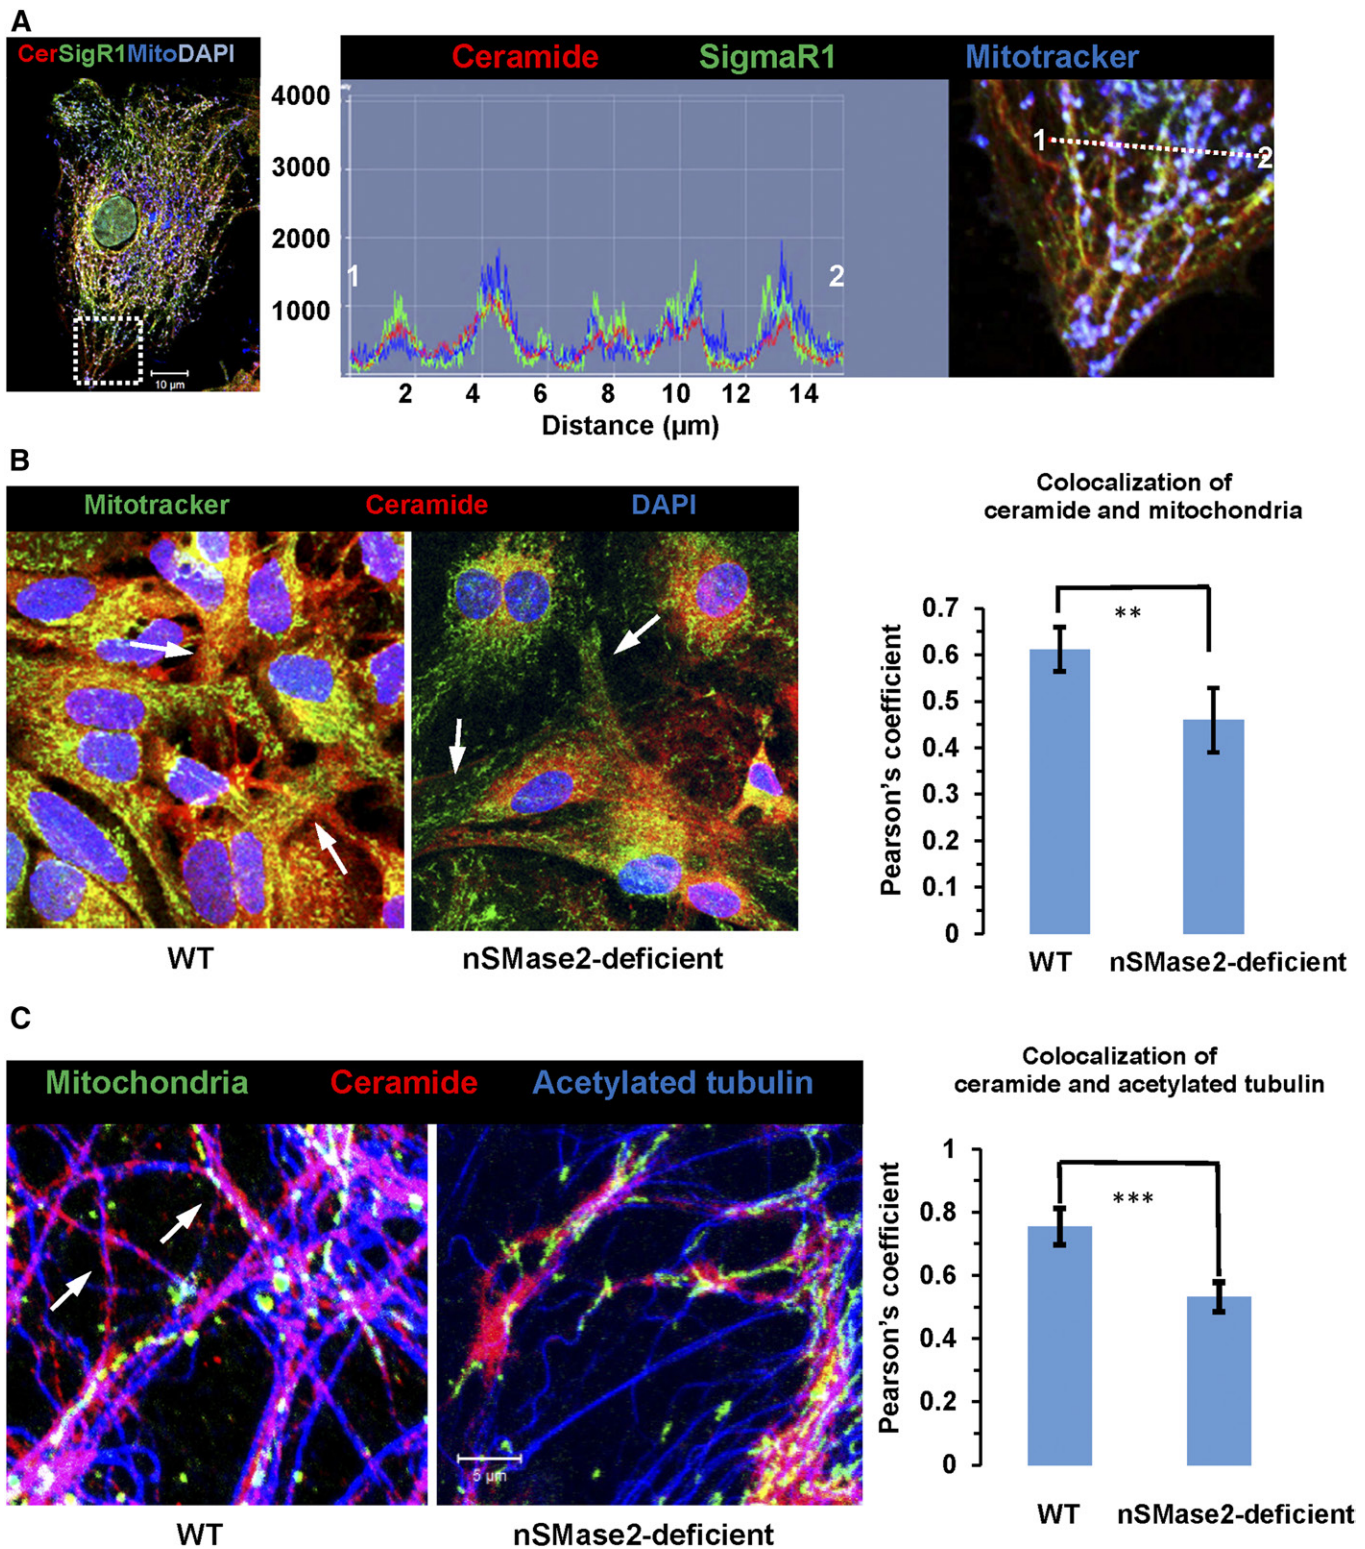 A
CerSigR1MitoDAPI
10 µm
Ceramide SigmaR1 Mitotracker
4000
3000
2000
1000
1
2
2 4 6 8 10 12 14
Distance (µm)
1
2
B
Mitotracker Ceramide DAPI
WT nSMase2-deficient
Colocalization of
ceramide and mitochondria
**
Pearson's coefficient
0.7
0.6
0.5
0.4
0.3
0.2
0.1
0
WT nSMase2-deficient
C
Mitochondria Ceramide Acetylated tubulin
5 µm
WT nSMase2-deficient
Colocalization of
ceramide and acetylated tubulin
***
Pearson's coefficient
1
0.8
0.6
0.4
0.2
0
WT nSMase2-deficient